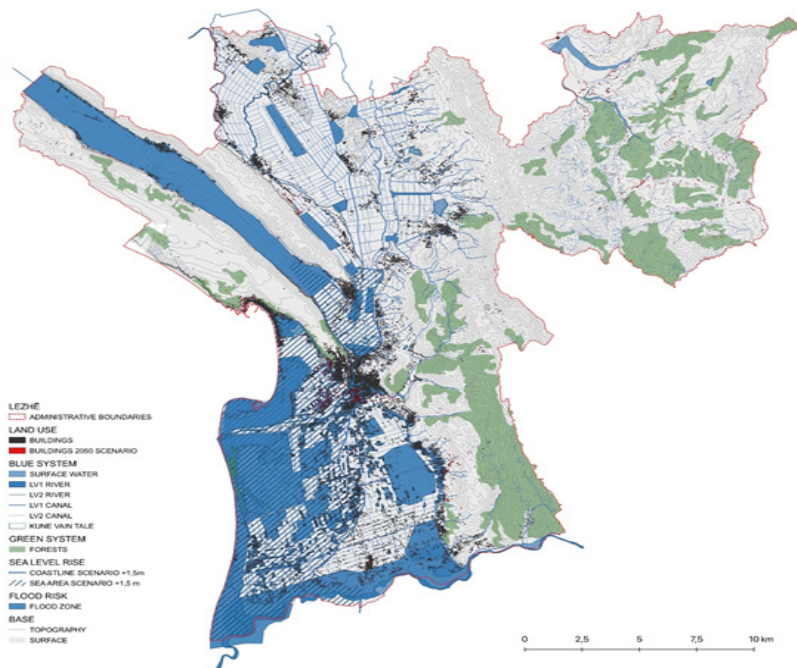 LEZHË
ADMINISTRATIVE BOUNDARIES
LAND USE
BUILDINGS
BUILDINGS 2050 SCENARIO
BLUE SYSTEM
SURFACE WATER
LV1 RIVER
LV2 RIVER
LV1 CANAL
LV2 CANAL
KUNE VAIN TALE
GREEN SYSTEM
FORESTS
SEA LEVEL RISE
COASTLINE SCENARIO +1,5m
SEA AREA SCENARIO +1,5 m
FLOOD RISK
FLOOD ZONE
BASE
TOPOGRAPHY
SURFACE
0 2,5 5 7,5 10 km